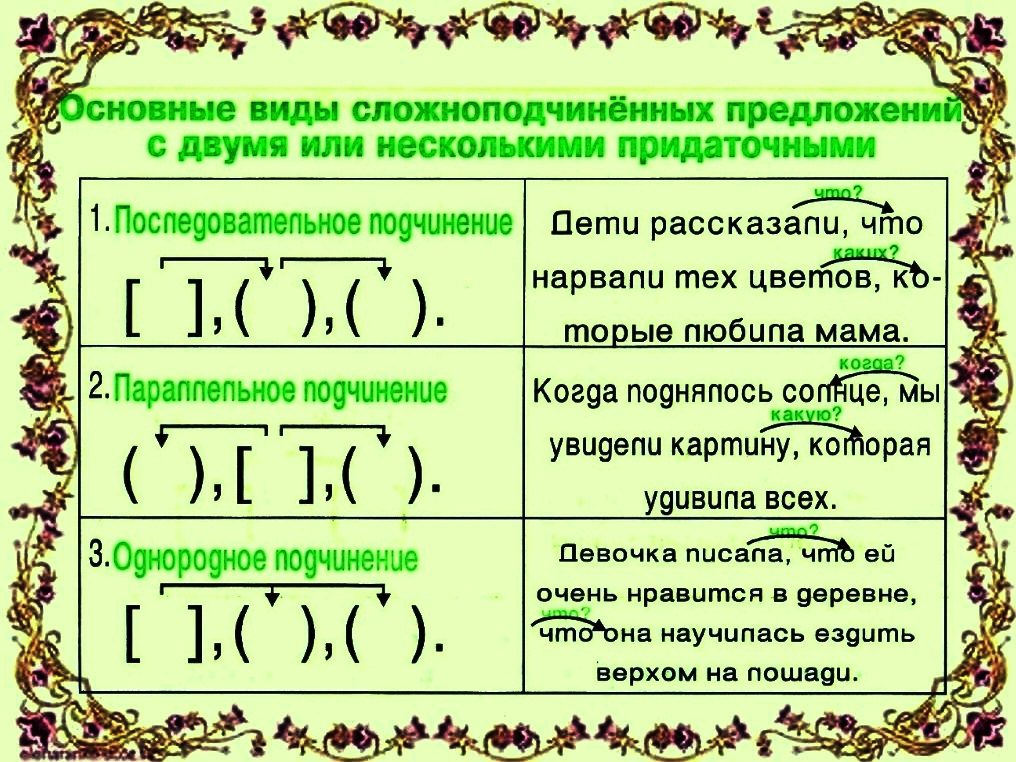 Основные виды сложноподчинённых предложений
с двумя или несколькими придаточными
1. Последовательное подчинение
[ ],( ),( ).
что?
Дети рассказали, что
каких?
нарвали тех цветов, ко-
торые любила мама.
2. Параллельное подчинение
( ),[ ],( ).
когда?
Когда поднялось солнце, мы
какую?
увидели картину, которая
удивила всех.
3. Однородное подчинение
[ ],( ),( ).
что?
Девочка писала, что ей
очень нравится в деревне,
что?
что она научилась ездить
верхом на лошади.